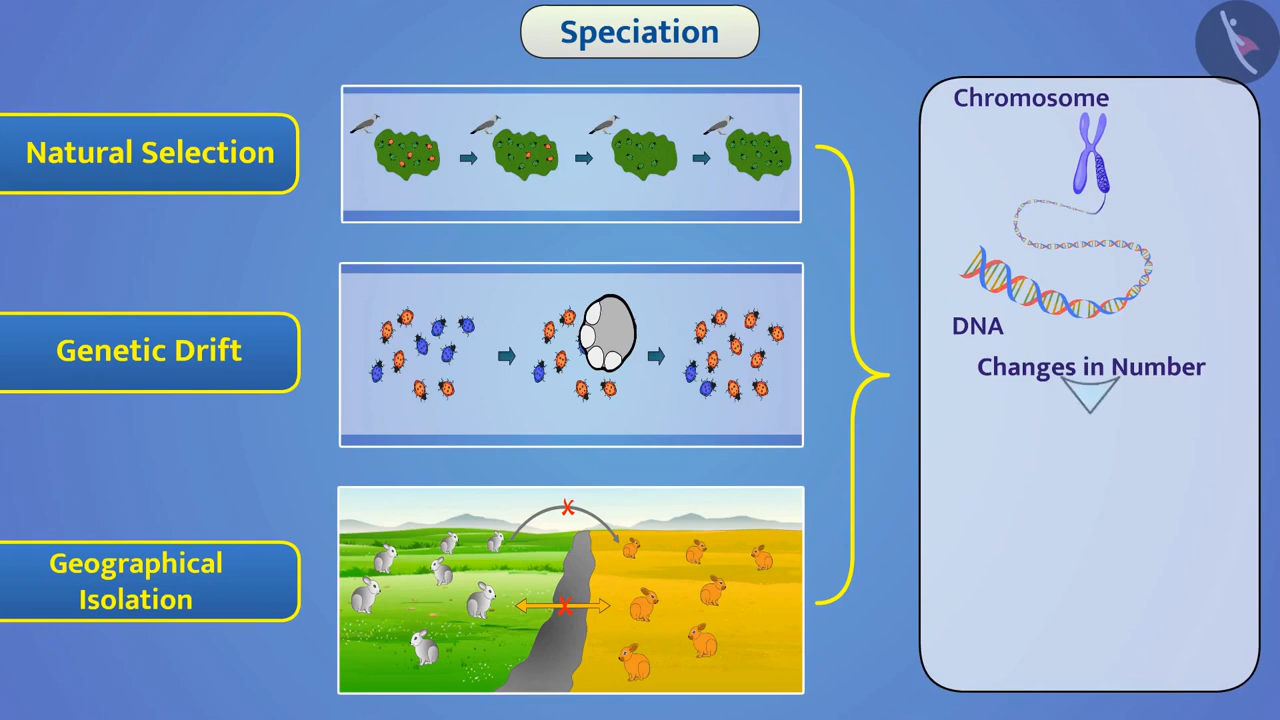 Speciation
Natural Selection
Genetic Drift
Geographical
Isolation
Chromosome
DNA
Changes in Number